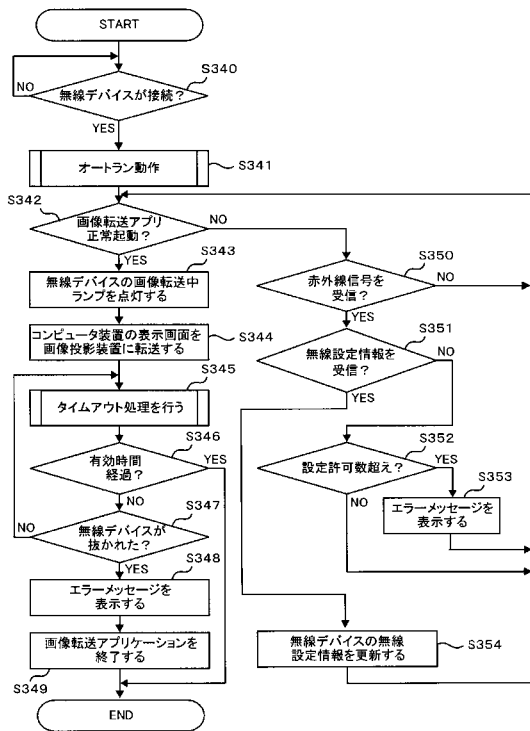 START
S340
無線デバイスが接続？
NO
YES
オートラン動作
S341
S342
画像転送アプリ
正常起動？
NO
YES
S343
無線デバイスの画像転送中
ランプを点灯する
S344
コンピュータ装置の表示画面を
画像投影装置に転送する
S345
タイムアウト処理を行う
S346
有効時間
経過？
YES
NO
S347
無線デバイスが
抜かれた？
NO
YES
S348
エラーメッセージを
表示する
画像転送アプリケーションを
終了する
S349
END
S350
赤外線信号を
受信？
NO
YES
S351
無線設定情報を
受信？
NO
YES
S352
設定許可数超え？
YES
NO
S353
エラーメッセージを
表示する
無線デバイスの無線
設定情報を更新する
S354